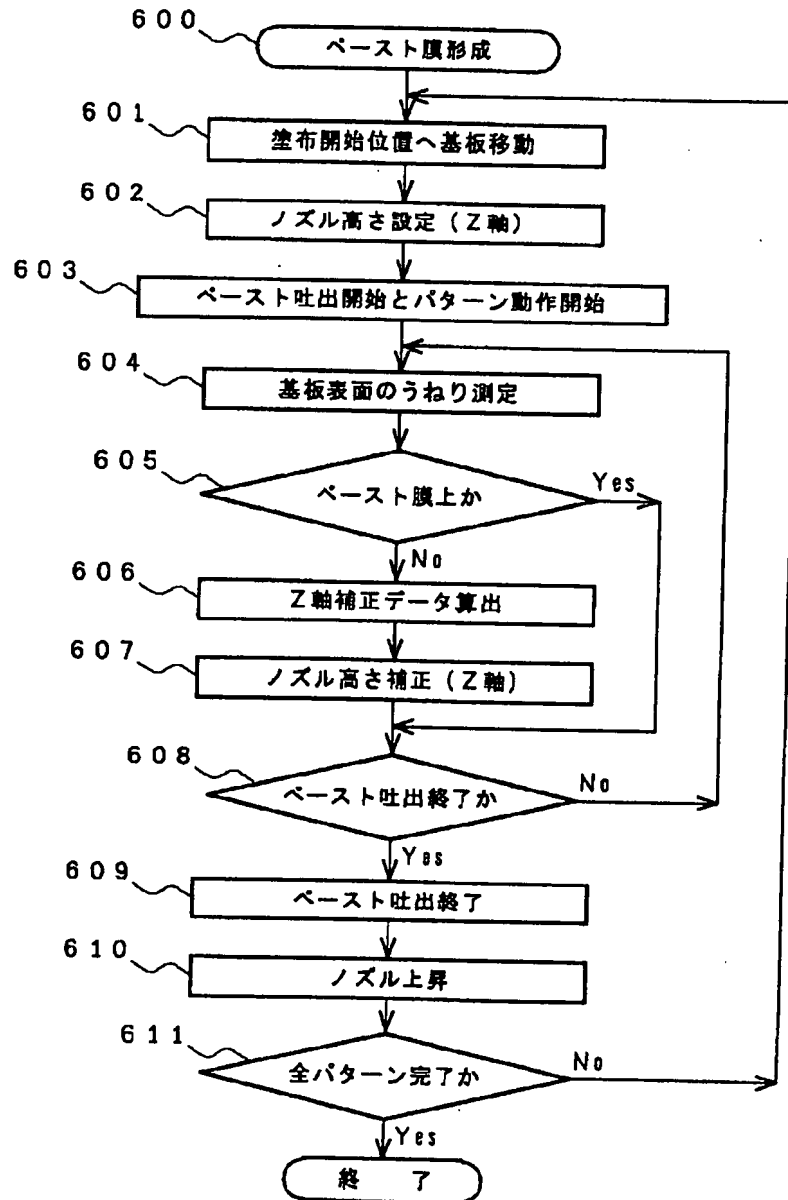 600
ペースト膜形成
601
塗布開始位置へ基板移動
602
ノズル高さ設定(Z軸)
603
ペースト吐出開始とパターン動作開始
604
基板表面のうねり測定
605
ペースト膜上か
Yes
No
606
Z軸補正データ算出
607
ノズル高さ補正(Z軸)
608
ペースト吐出終了か
No
Yes
609
ペースト吐出終了
610
ノズル上昇
611
全パターン完了か
No
Yes
終 了